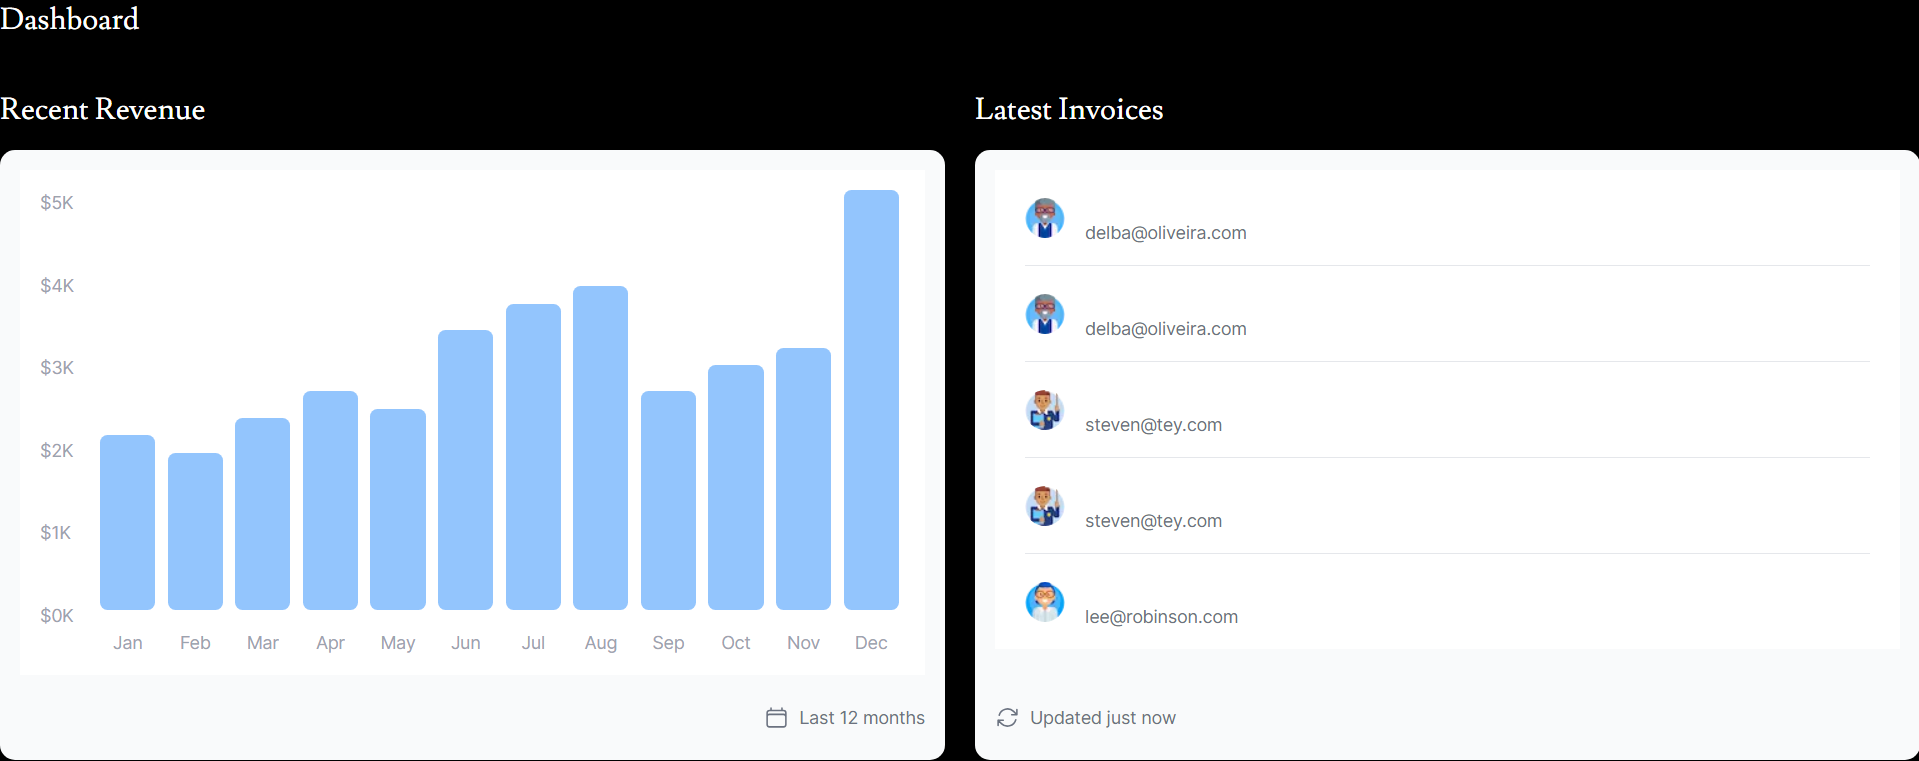 Dashboard
Recent Revenue
$5K
$4K
$3K
$2K
$1K
$0K
Jan Feb Mar Apr May Jun Jul Aug Sep Oct Nov Dec
Last 12 months
Latest Invoices
delba@oliveira.com
delba@oliveira.com
steven@tey.com
steven@tey.com
lee@robinson.com
Updated just now